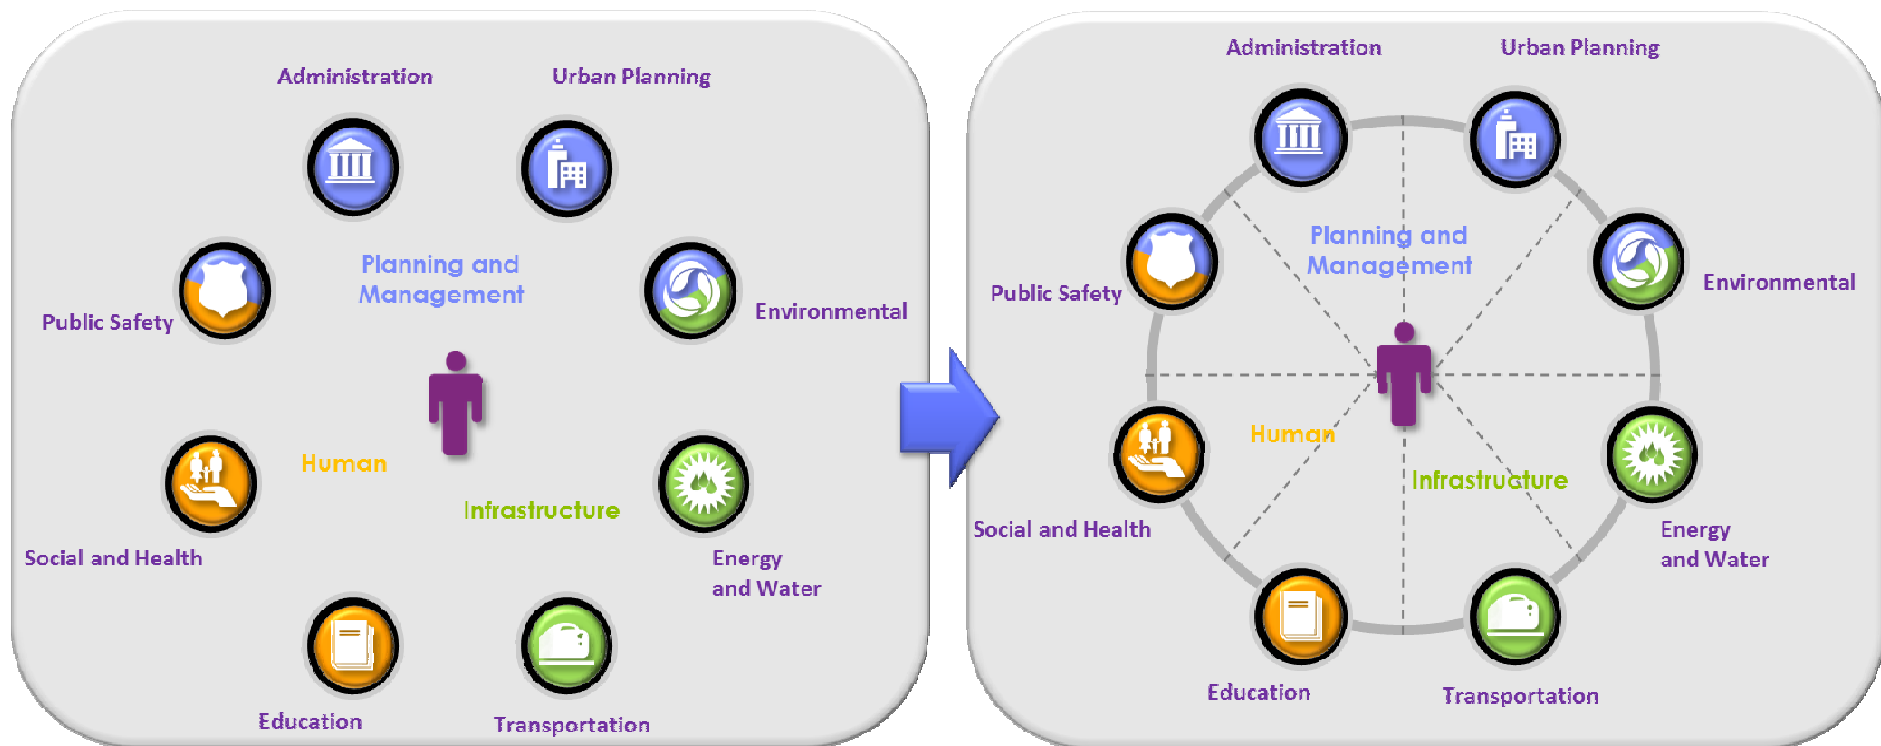 Administration
Urban Planning
Planning and
Management
Public Safety
Environmental
Human
Infrastructure
Social and Health
Energy
and Water
Education
Transportation
Administration
Urban Planning
Planning and
Management
Public Safety
Environmental
Human
Infrastructure
Social and Health
Energy
and Water
Education
Transportation